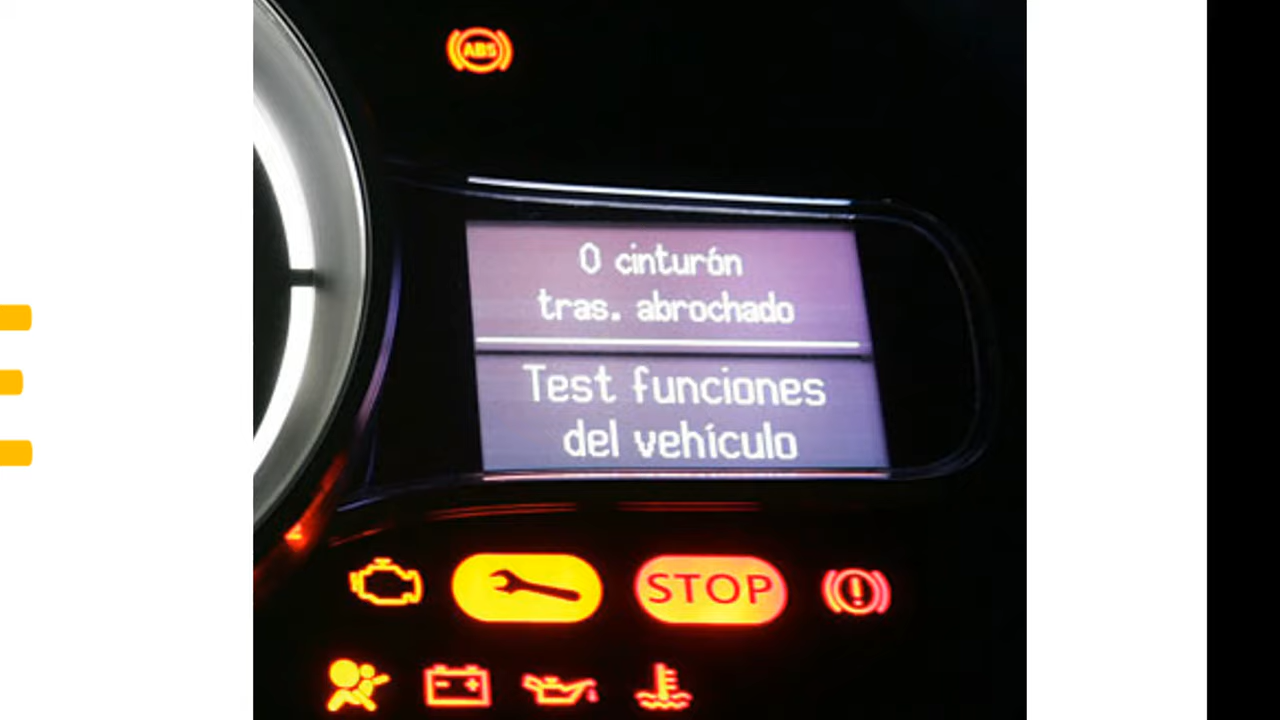 ABS
0 cinturón
tras. abrochado
Test funciones
del vehículo
STOP